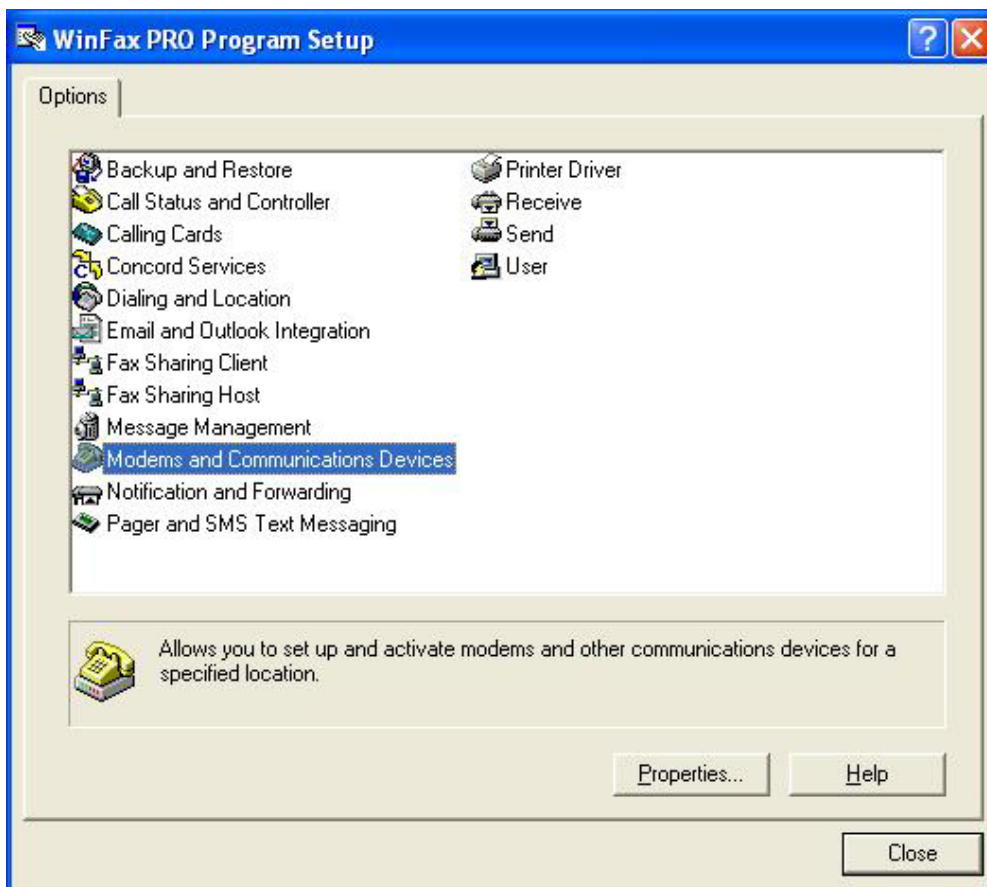 WinFax PRO Program Setup
Options
Backup and Restore
Call Status and Controller
Calling Cards
Concord Services
Dialing and Location
Email and Outlook Integration
Fax Sharing Client
Fax Sharing Host
Message Management
Modems and Communications Devices
Notification and Forwarding
Pager and SMS Text Messaging
Printer Driver
Receive
Send
User
Allows you to set up and activate modems and other communications devices for a
specified location.
Properties...
Help
Close